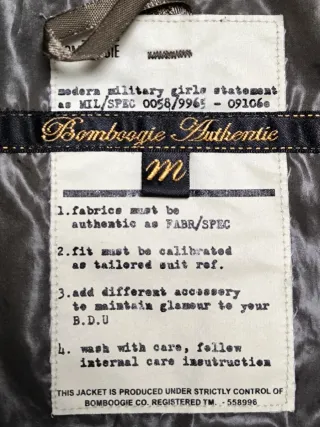 modern military girls statement
as MIL/SPEC 0058/9965 - 09106e
Bomboogie Authentic
m
1.fabrics must be
authentic as FABR/SPEC
2.fit must be calibrated
as tailored suit ref.
3.add different accessory
to maintain glamour to your
B.D.U
4. wash with care, follow
internal care insutruction
THIS JACKET IS PRODUCED UNDER STRICTLY CONTROL OF
BOMBOOGIE CO. REGISTERED TM. - 558996